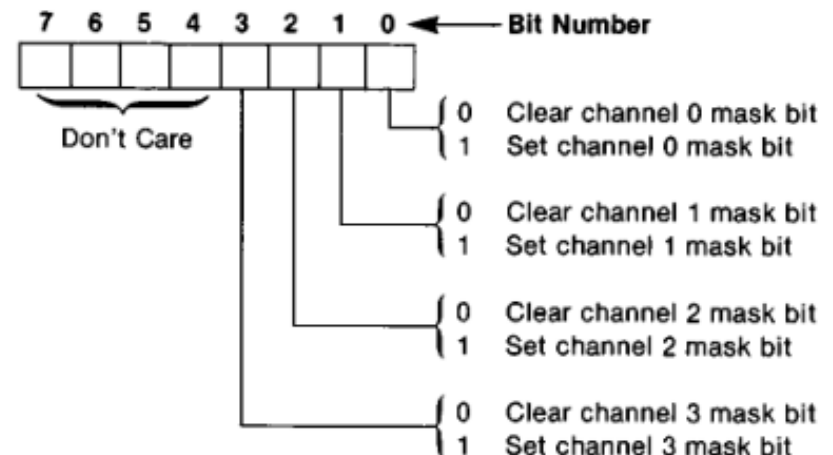 7 6 5 4 3 2 1 0 Bit Number
Don't Care
0 Clear channel 0 mask bit
1 Set channel 0 mask bit
0 Clear channel 1 mask bit
1 Set channel 1 mask bit
0 Clear channel 2 mask bit
1 Set channel 2 mask bit
0 Clear channel 3 mask bit
1 Set channel 3 mask bit